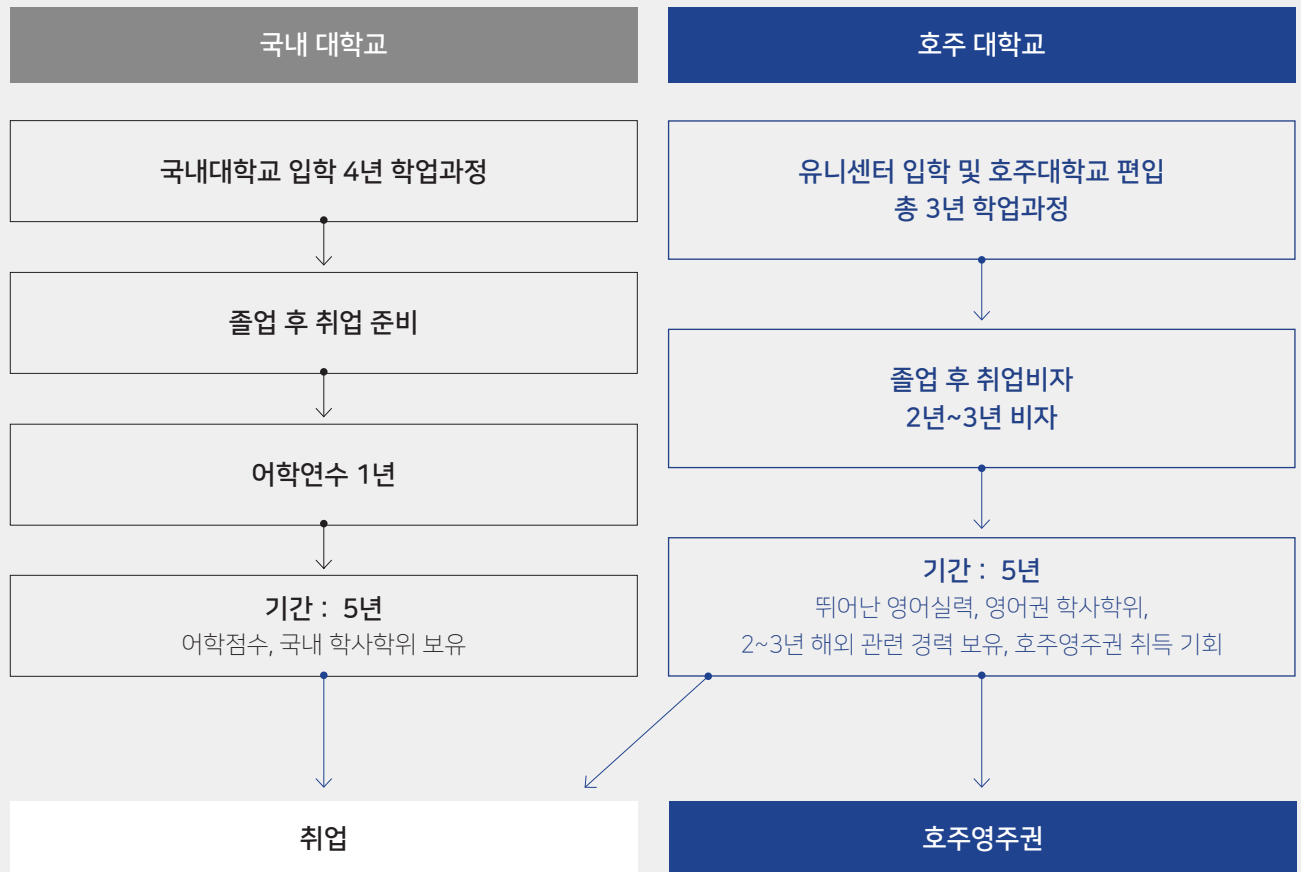 국내 대학교
국내대학교 입학 4년 학업과정
졸업 후 취업 준비
어학연수 1년
기간 : 5년
어학점수, 국내 학사학위 보유
취업
호주 대학교
유니센터 입학 및 호주대학교 편입
총 3년 학업과정
졸업 후 취업비자
2년~3년 비자
기간 : 5년
뛰어난 영어실력, 영어권 학사학위,
2~3년 해외 관련 경력 보유, 호주영주권 취득 기회
호주영주권